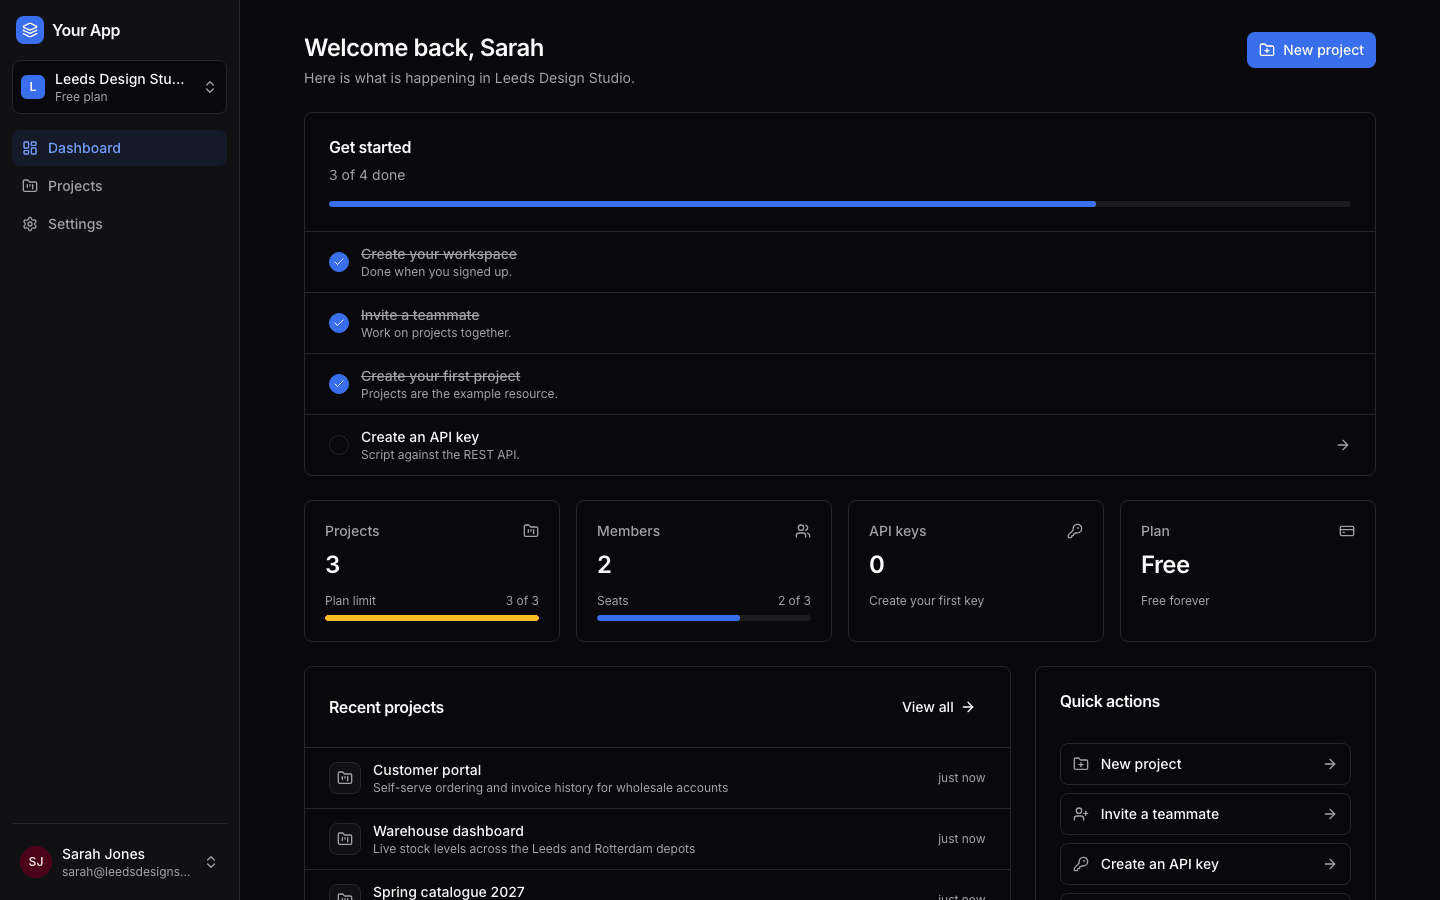 Your App
L
Leeds Design Stu...
Free plan
Dashboard
Projects
Settings
SJ
Sarah Jones
sarah@leedsdesigns...
Welcome back, Sarah
Here is what is happening in Leeds Design Studio.
New project
Get started
3 of 4 done
Create your workspace
Done when you signed up.
Invite a teammate
Work on projects together.
Create your first project
Projects are the example resource.
Create an API key
Script against the REST API.
Projects
3
Plan limit 3 of 3
Members
2
Seats 2 of 3
API keys
0
Create your first key
Plan
Free
Free forever
Recent projects
View all
Customer portal
Self-serve ordering and invoice history for wholesale accounts
just now
Warehouse dashboard
Live stock levels across the Leeds and Rotterdam depots
just now
Spring catalogue 2027
just now
Quick actions
New project
Invite a teammate
Create an API key